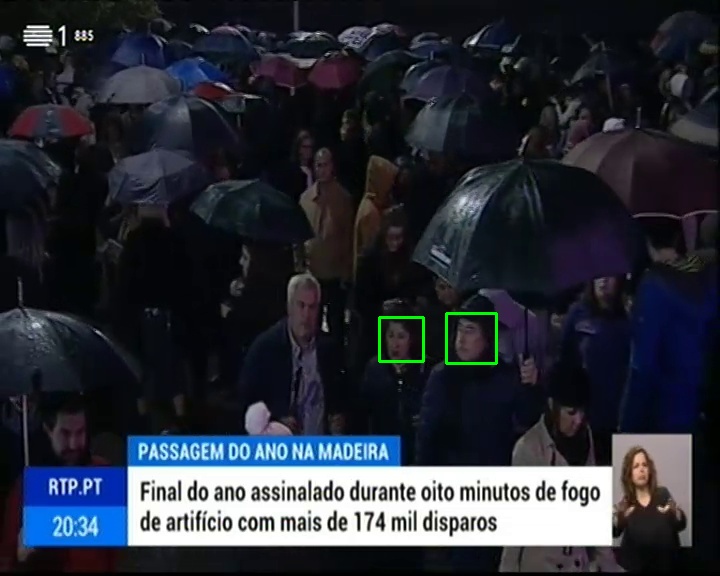 1 885
PASSAGEM DO ANO NA MADEIRA
RTP.PT
Final do ano assinalado durante oito minutos de fogo
de artifício com mais de 174 mil disparos
20:34